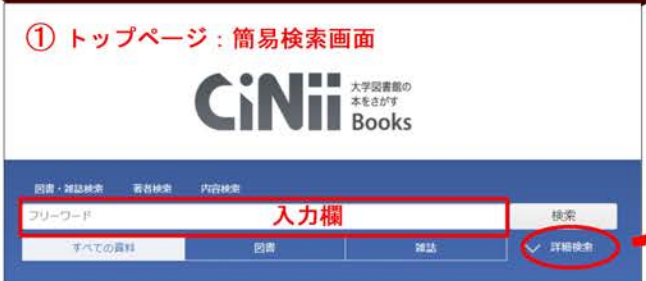 ① トップページ：簡易検索画面
CiNii 大学図書館の
本をさがす
Books
図書・雑誌検索 著者検索 内容検索
フリーワード 入力欄 検索
すべての資料 図書 雑誌 詳細検索